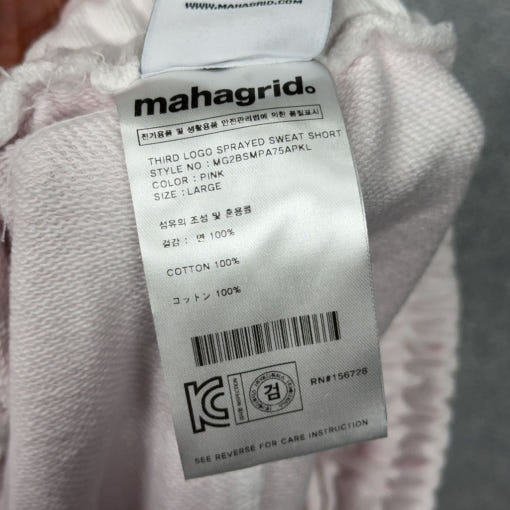 WWW.MAHAGRID.COM
mahagrid.
전기용품 및 생활용품 안전관리법에 의한 품질표시
THIRD LOGO SPRAYED SWEAT SHORT
STYLE NO : MG2BSMPA75APKL
COLOR : PINK
SIZE : LARGE
섬유의 조성 및 혼용률
겉감 : 면 100%
COTTON 100%
コットン 100%
RN#156728
검
SEE REVERSE FOR CARE INSTRUCTION